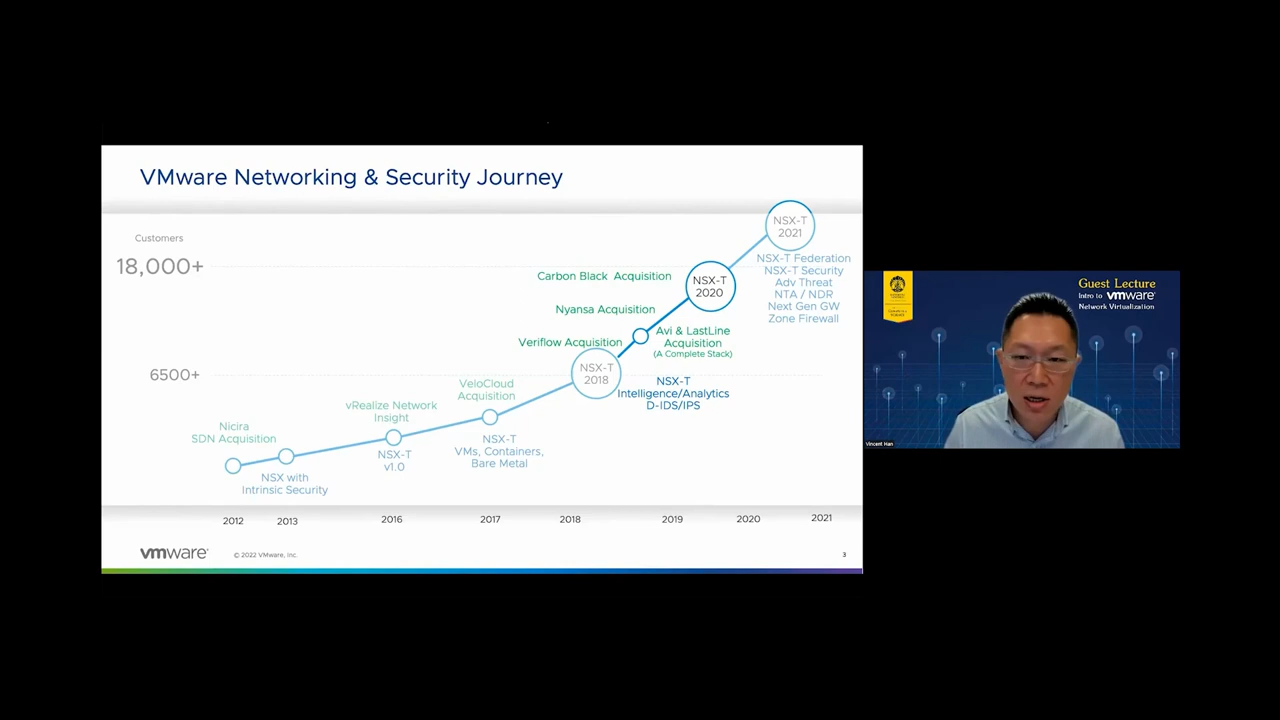 VMware Networking & Security Journey
Customers
18,000+
6500+
Nicira
SDN Acquisition
NSX with
Intrinsic Security
vRealize Network
Insight
NSX-T
v1.0
VeloCloud
Acquisition
NSX-T
VMs, Containers,
Bare Metal
NSX-T
2018
Veriflow Acquisition
Nyansa Acquisition
Carbon Black Acquisition
Avi & LastLine
Acquisition
(A Complete Stack)
NSX-T
Intelligence/Analytics
D-IDS/IPS
NSX-T
2020
NSX-T
2021
NSX-T Federation
NSX-T Security
Adv Threat
NTA / NDR
Next Gen GW
Zone Firewall
2012
2013
2016
2017
2018
2019
2020
2021
vmware
© 2022 VMware, Inc.
3
Guest Lecture
Intro to vmware
Network Virtualization
Vincent Han